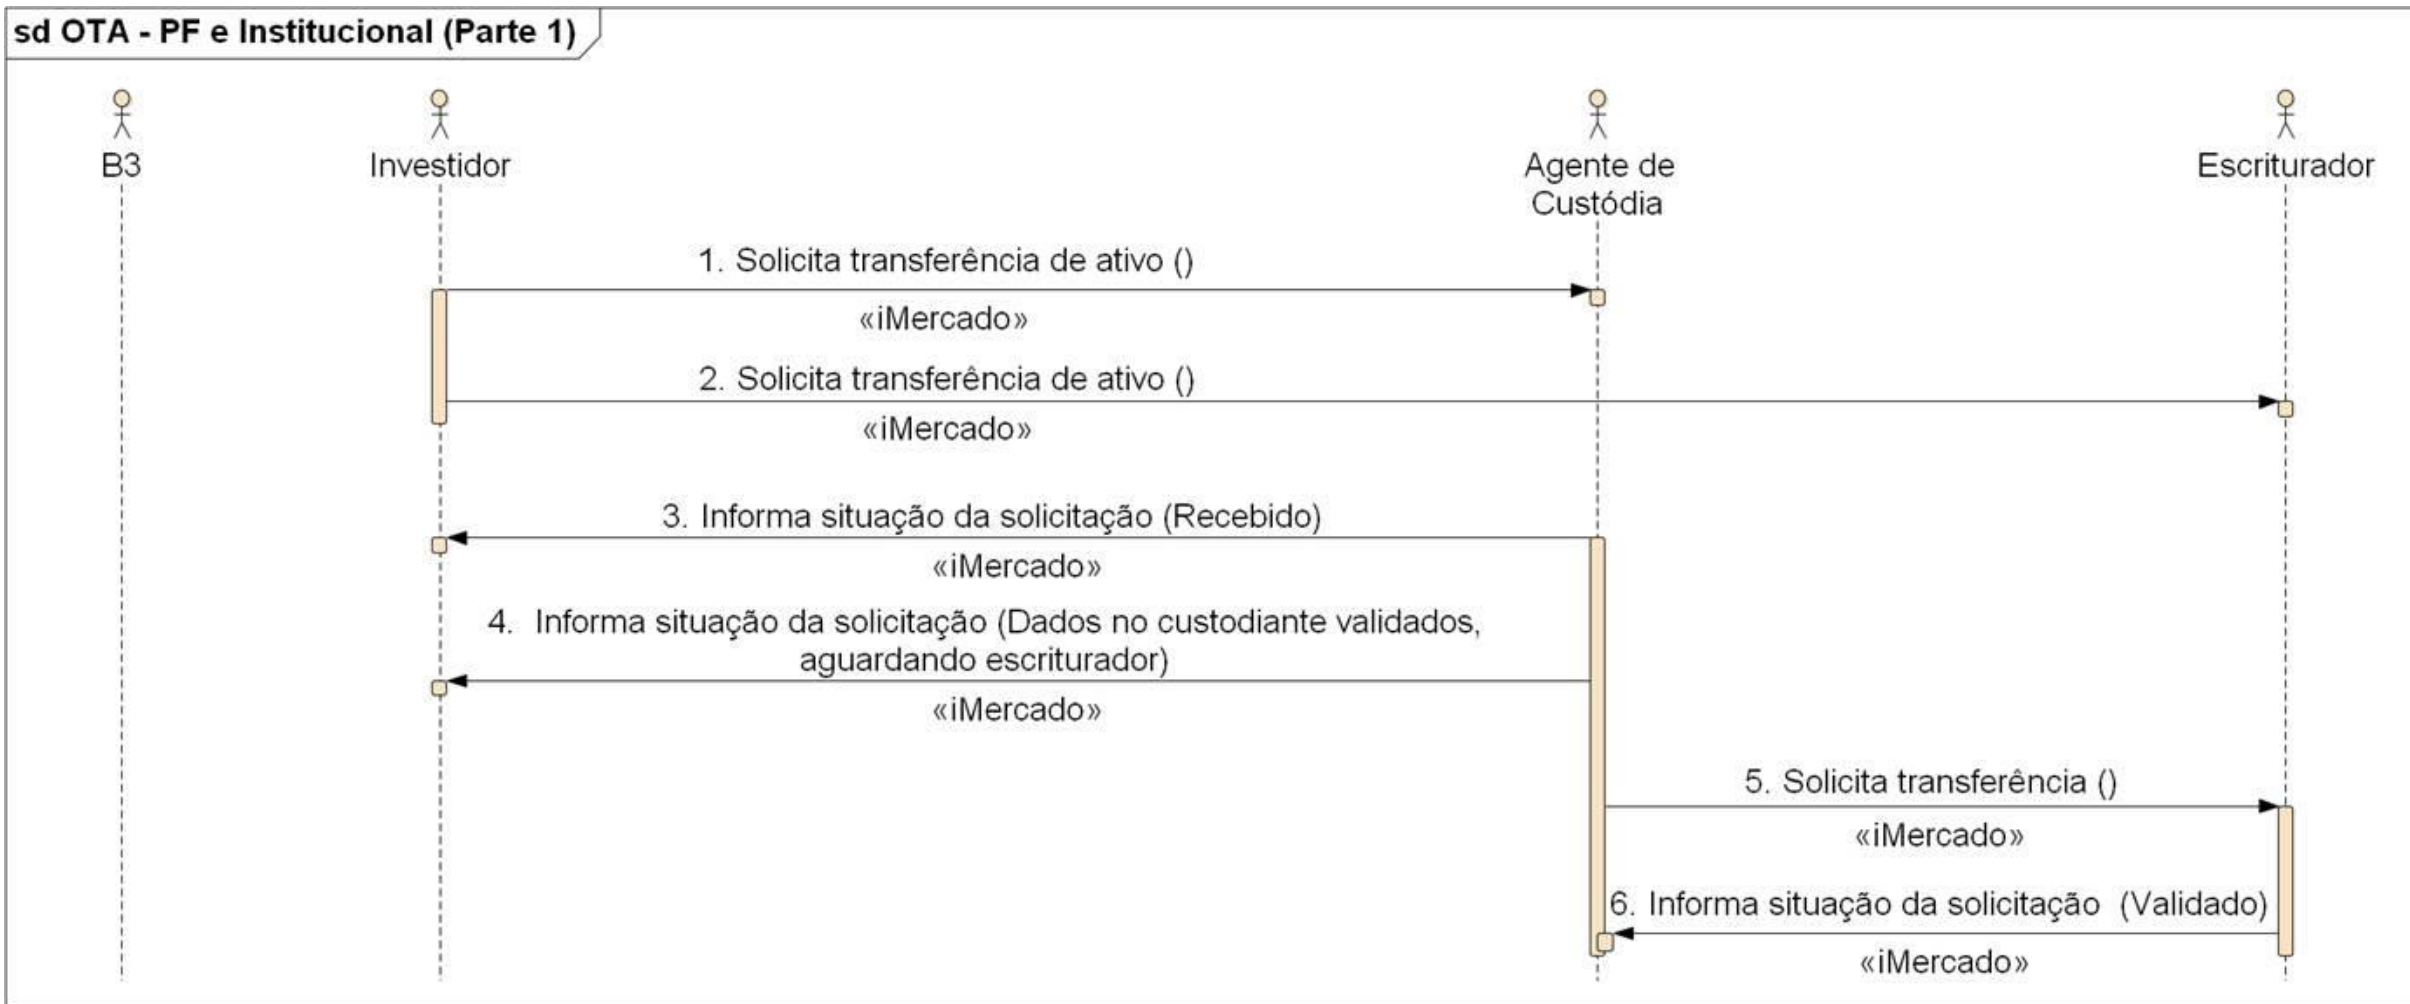 sd OTA - PF e Institucional (Parte 1)
B3
Investidor
Agente de
Custódia
Escriturador
1. Solicita transferência de ativo ()
«iMercado»
2. Solicita transferência de ativo ()
«iMercado»
3. Informa situação da solicitação (Recebido)
«iMercado»
4. Informa situação da solicitação (Dados no custodiante validados,
aguardando escriturador)
«iMercado»
5. Solicita transferência ()
«iMercado»
6. Informa situação da solicitação (Validado)
«iMercado»